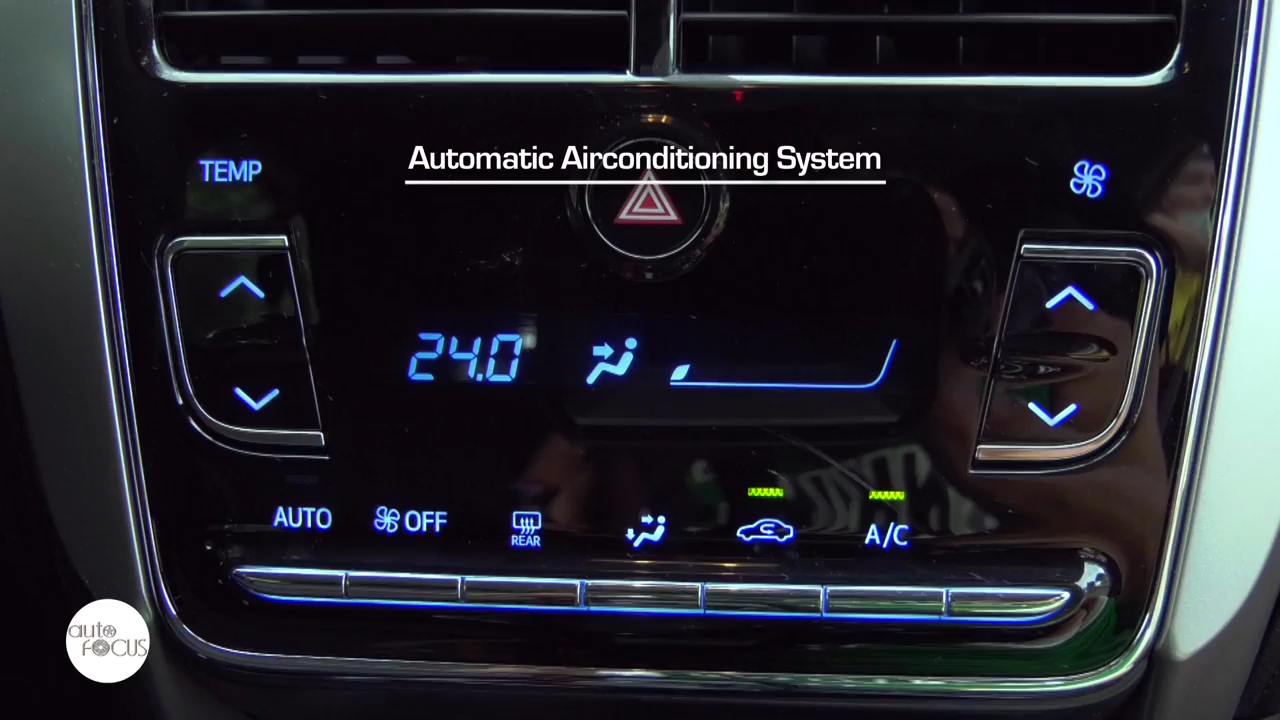 Automatic Airconditioning System
TEMP
24.0
AUTO
OFF
REAR
A/C
auto
FOCUS